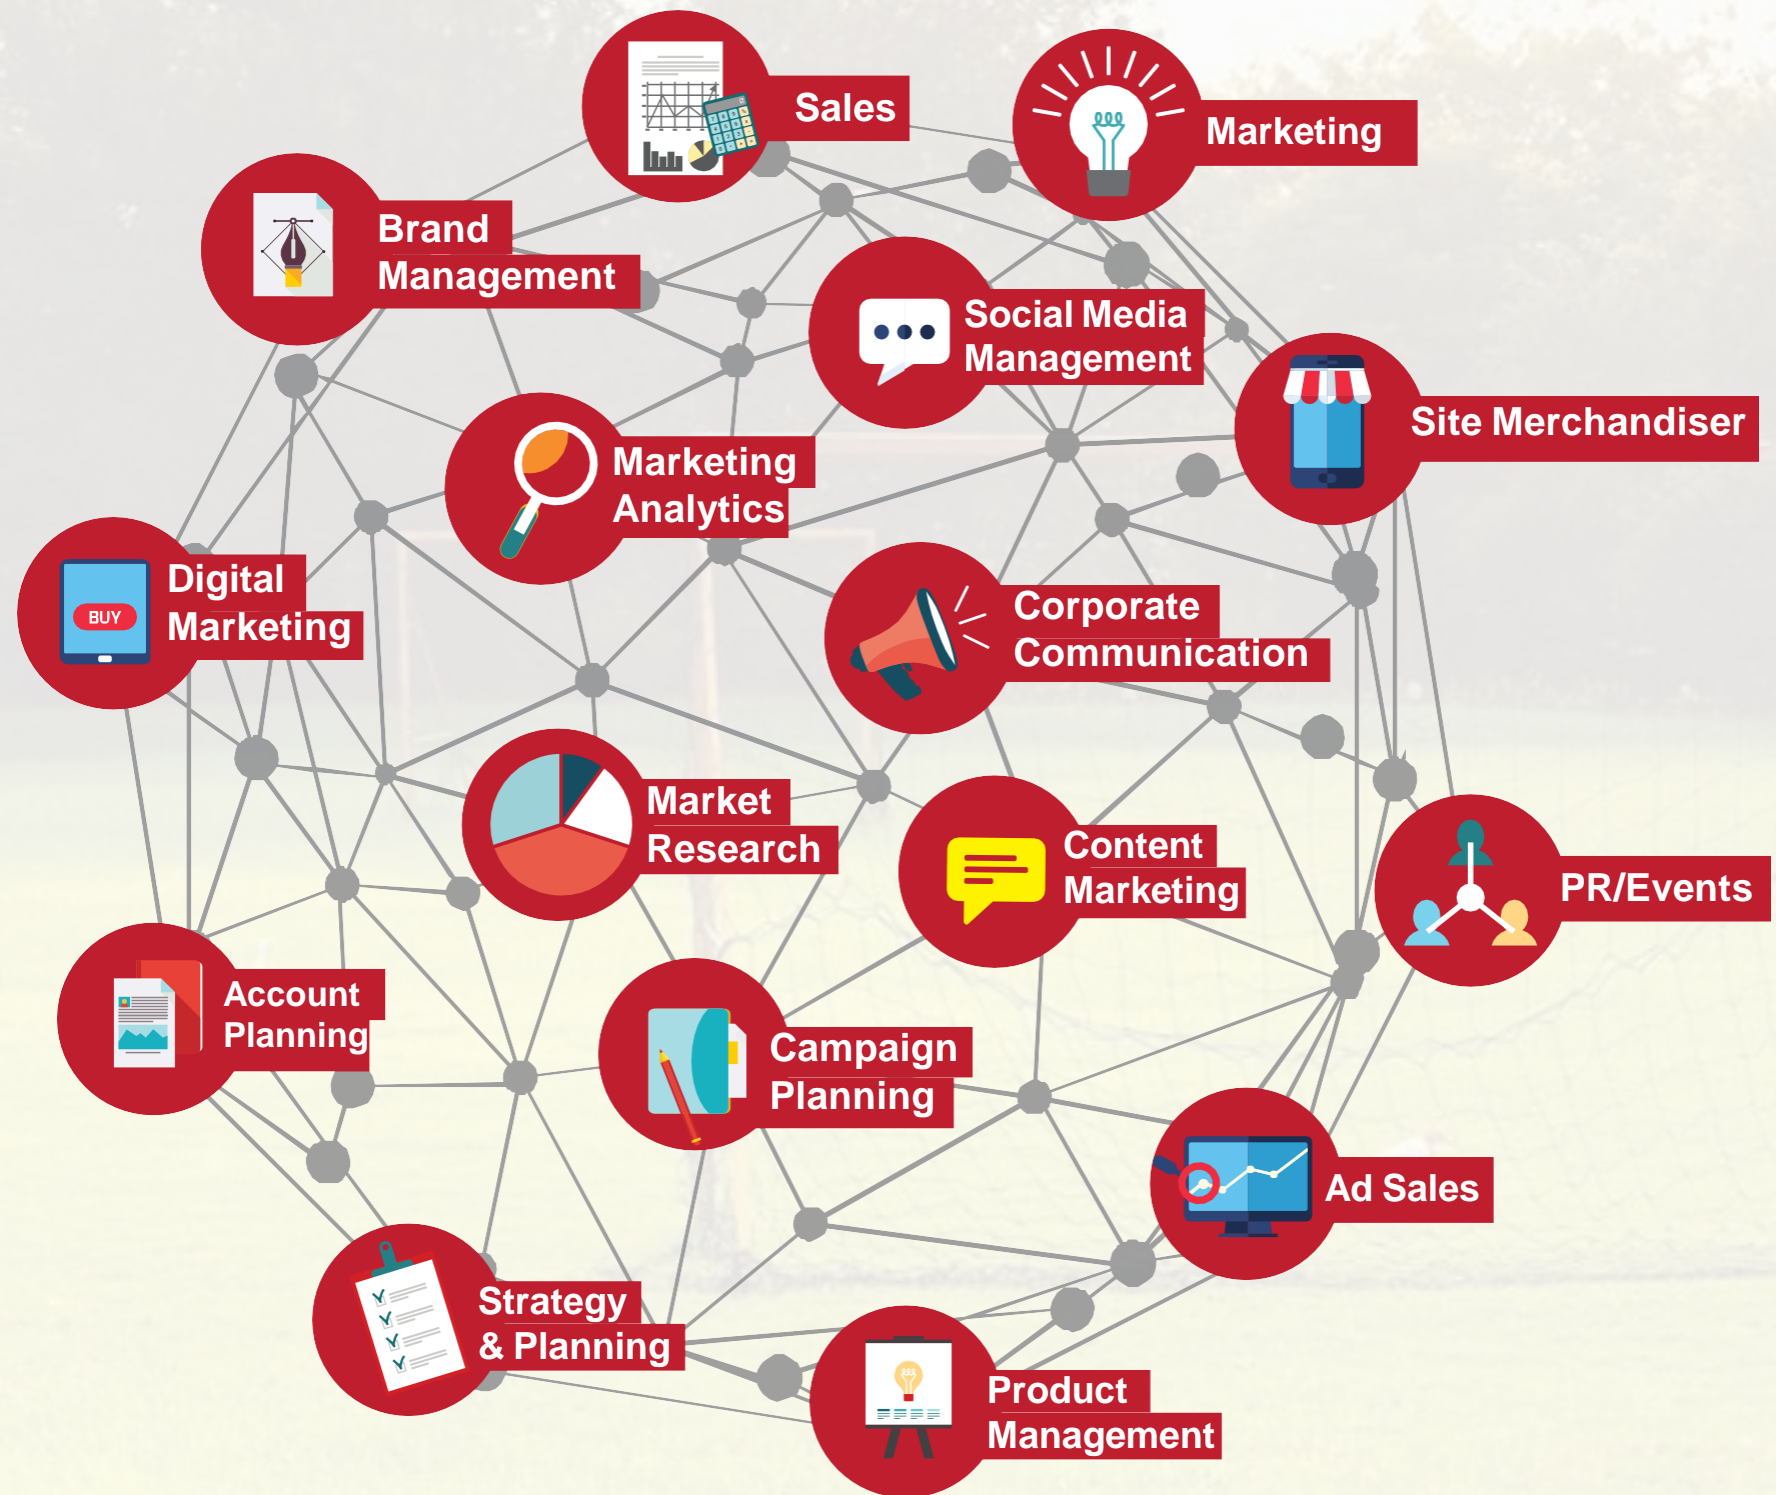 Sales
Marketing
Brand
Management
Social Media
Management
Site Merchandiser
Marketing
Analytics
Digital
Marketing
BUY
Corporate
Communication
Market
Research
Content
Marketing
PR/Events
Account
Planning
Campaign
Planning
Ad Sales
Strategy
& Planning
Product
Management